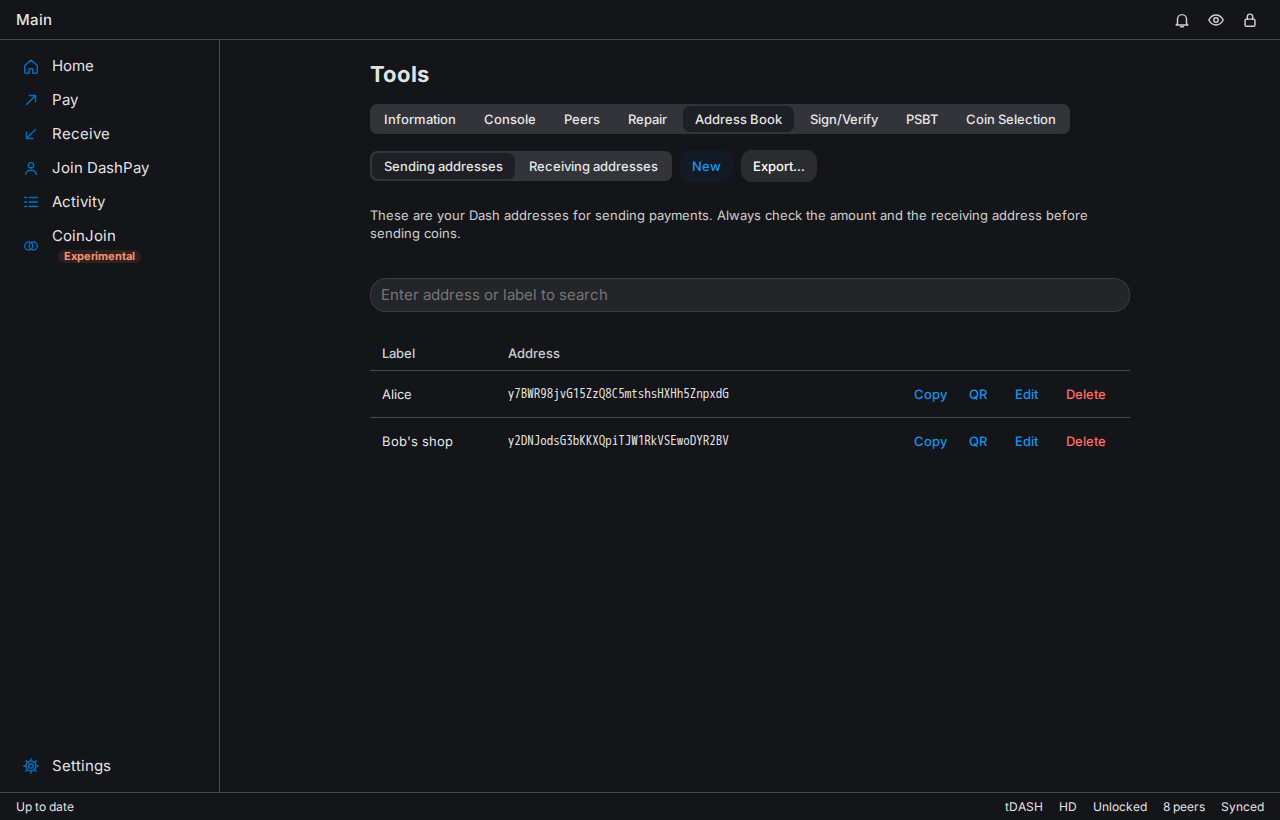 Main
Home
Pay
Receive
Join DashPay
Activity
CoinJoin
Experimental
Settings
Tools
Information Console Peers Repair Address Book Sign/Verify PSBT Coin Selection
Sending addresses Receiving addresses New Export...
These are your Dash addresses for sending payments. Always check the amount and the receiving address before
sending coins.
Enter address or label to search
Label Address
Alice y7BWR98jvG15ZzQ8C5mtshsHXHh5ZnpxdG Copy QR Edit Delete
Bob's shop y2DNJodsG3bKKXQpiTJW1RkVSEwoDYR2BV Copy QR Edit Delete
Up to date tDASH HD Unlocked 8 peers Synced